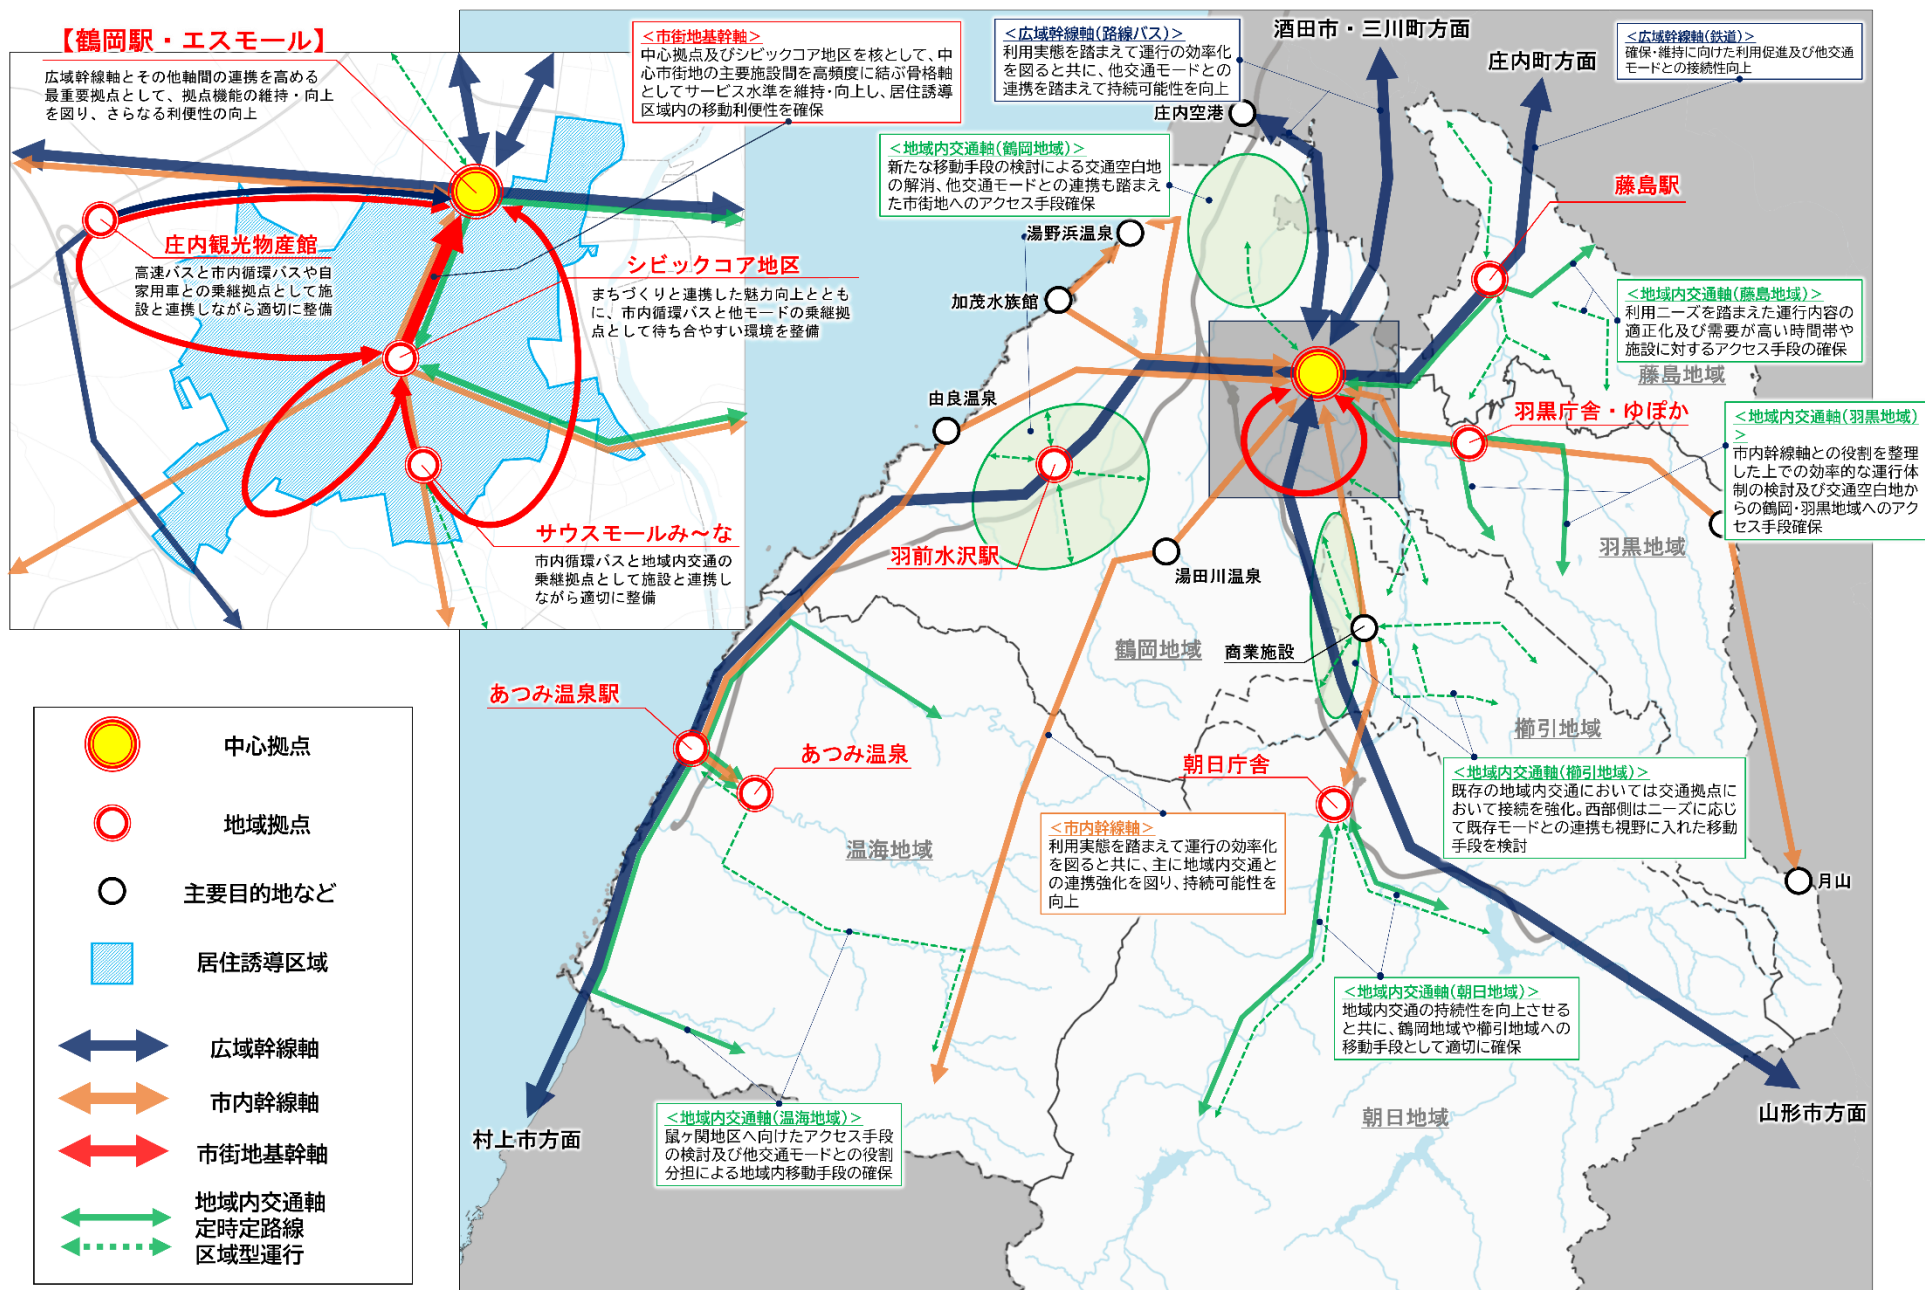 【鶴岡駅・エスモール】
広域幹線軸とその他軸間の連携を高める
最重要拠点として、拠点機能の維持・向上
を図り、さらなる利便性の向上
＜市街地基幹軸＞
中心拠点及びシビックコア地区を核として、中
心市街地の主要施設間を高頻度に結ぶ骨格軸
としてサービス水準を維持・向上し、居住誘導
区域内の移動利便性を確保
庄内観光物産館
高速バスと市内循環バスや自
家用車との乗継拠点として施
設と連携しながら適切に整備
シビックコア地区
まちづくりと連携した魅力向上ととも
に、市内循環バスと他モードの乗継拠
点として待ち合やすい環境を整備
サウスモールみ～な
市内循環バスと地域内交通の
乗継拠点として施設と連携し
ながら適切に整備
＜広域幹線軸(路線バス)＞
利用実態を踏まえて運行の効率化
を図ると共に、他交通モードとの
連携を踏まえて持続可能性を向上
酒田市・三川町方面
庄内町方面
＜広域幹線軸(鉄道)＞
確保・維持に向けた利用促進及び他交通
モードとの接続性向上
庄内空港
＜地域内交通軸(鶴岡地域)＞
新たな移動手段の検討による交通空白地
の解消、他交通モードとの連携も踏まえ
た市街地へのアクセス手段確保
藤島駅
湯野浜温泉
加茂水族館
＜地域内交通軸(藤島地域)＞
利用ニーズを踏まえた運行内容の
適正化及び需要が高い時間帯や
施設に対するアクセス手段の確保
藤島地域
由良温泉
羽黒庁舎・ゆぽか
＜地域内交通軸(羽黒地域)
＞
市内幹線軸との役割を整理
した上での効率的な運行体
制の検討及び交通空白地か
らの鶴岡・羽黒地域へのアク
セス手段確保
羽黒地域
羽前水沢駅
湯田川温泉
鶴岡地域
商業施設
あつみ温泉駅
あつみ温泉
朝日庁舎
櫛引地域
＜地域内交通軸(櫛引地域)＞
既存の地域内交通においては交通拠点に
おいて接続を強化。西部側はニーズに応じ
て既存モードとの連携も視野に入れた移動
手段を検討
温海地域
＜市内幹線軸＞
利用実態を踏まえて運行の効率化
を図ると共に、主に地域内交通と
の連携強化を図り、持続可能性を
向上
月山
＜地域内交通軸(朝日地域)＞
地域内交通の持続性を向上させる
と共に、鶴岡地域や櫛引地域への
移動手段として適切に確保
＜地域内交通軸(温海地域)＞
鼠ヶ関地区へ向けたアクセス手段
の検討及び他交通モードとの役割
分担による地域内移動手段の確保
村上市方面
朝日地域
山形市方面
中心拠点
地域拠点
主要目的地など
居住誘導区域
広域幹線軸
市内幹線軸
市街地基幹軸
地域内交通軸
定時定路線
区域型運行